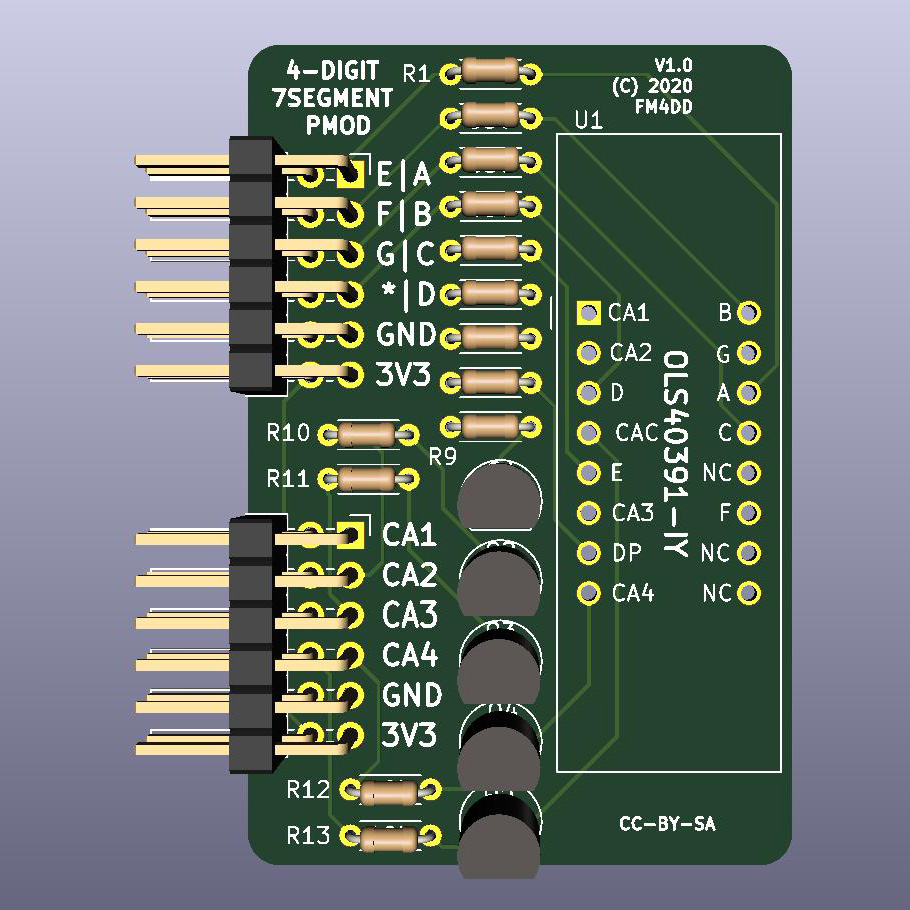 4-DIGIT
7SEGMENT
PMOD
R1
V1.0
(C) 2020
FM4DD
U1
E|A
F|B
G|C
*|D
GND
3V3
R10
R11
R9
CA1
CA2
CA3
CA4
GND
3V3
R12
R13
CA1
CA2
D
CAC
E
CA3
DP
CA4
OLS40391-IY
B
G
A
C
NC
F
NC
NC
CC-BY-SA